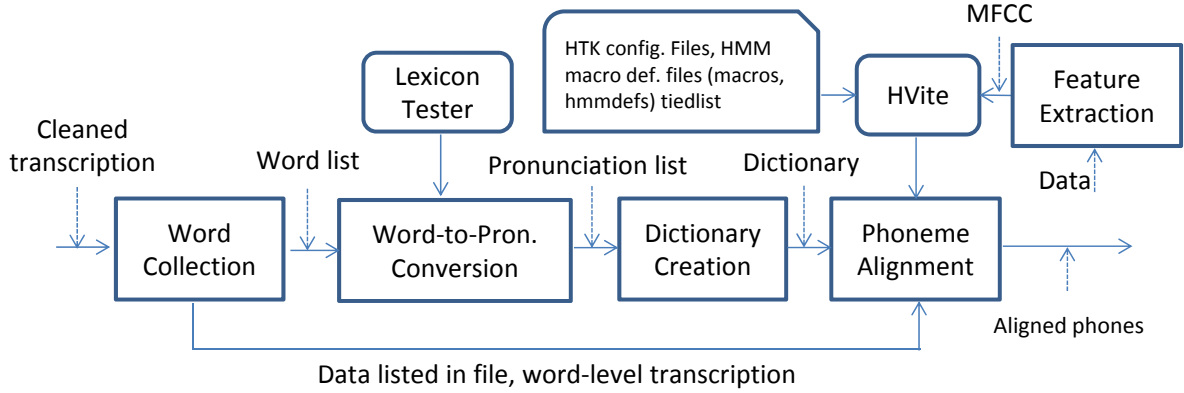 MFCC
HTK config. Files, HMM
macro def. files (macros,
hmmdefs) tiedlist
Lexicon
Tester
HVite
Feature
Extraction
Cleaned
transcription
Word list
Pronunciation list
Dictionary
Data
Word
Collection
Word-to-Pron.
Conversion
Dictionary
Creation
Phoneme
Alignment
Aligned phones
Data listed in file, word-level transcription